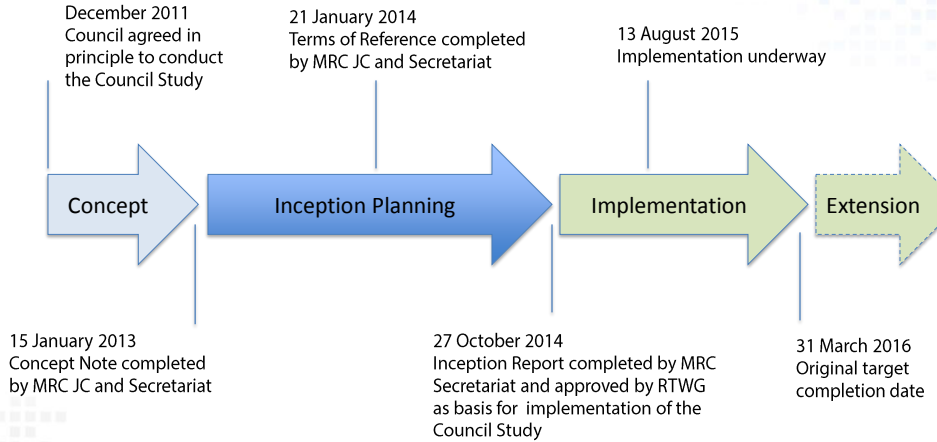 December 2011
Council agreed in
principle to conduct
the Council Study
21 January 2014
Terms of Reference completed
by MRC JC and Secretariat
13 August 2015
Implementation underway
Concept
Inception Planning
Implementation
Extension
15 January 2013
Concept Note completed
by MRC JC and Secretariat
27 October 2014
Inception Report completed by MRC
Secretariat and approved by RTWG
as basis for implementation of the
Council Study
31 March 2016
Original target
completion date